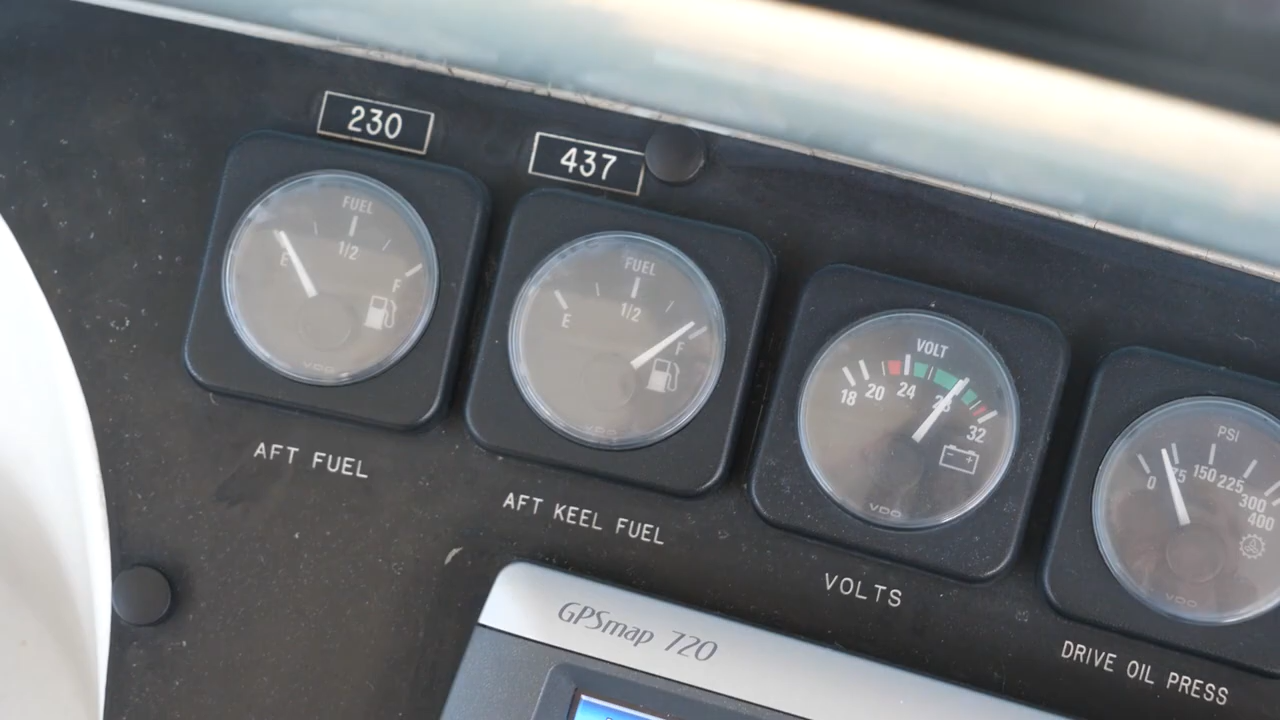 230
437
FUEL
E
1/2
F
VDO
AFT FUEL
FUEL
E
1/2
F
VDO
AFT KEEL FUEL
VOLT
18 20 24 28 32
- +
VDO
VOLTS
PSI
0 75 150 225 300 400
VDO
DRIVE OIL PRESS
GPSmap 720